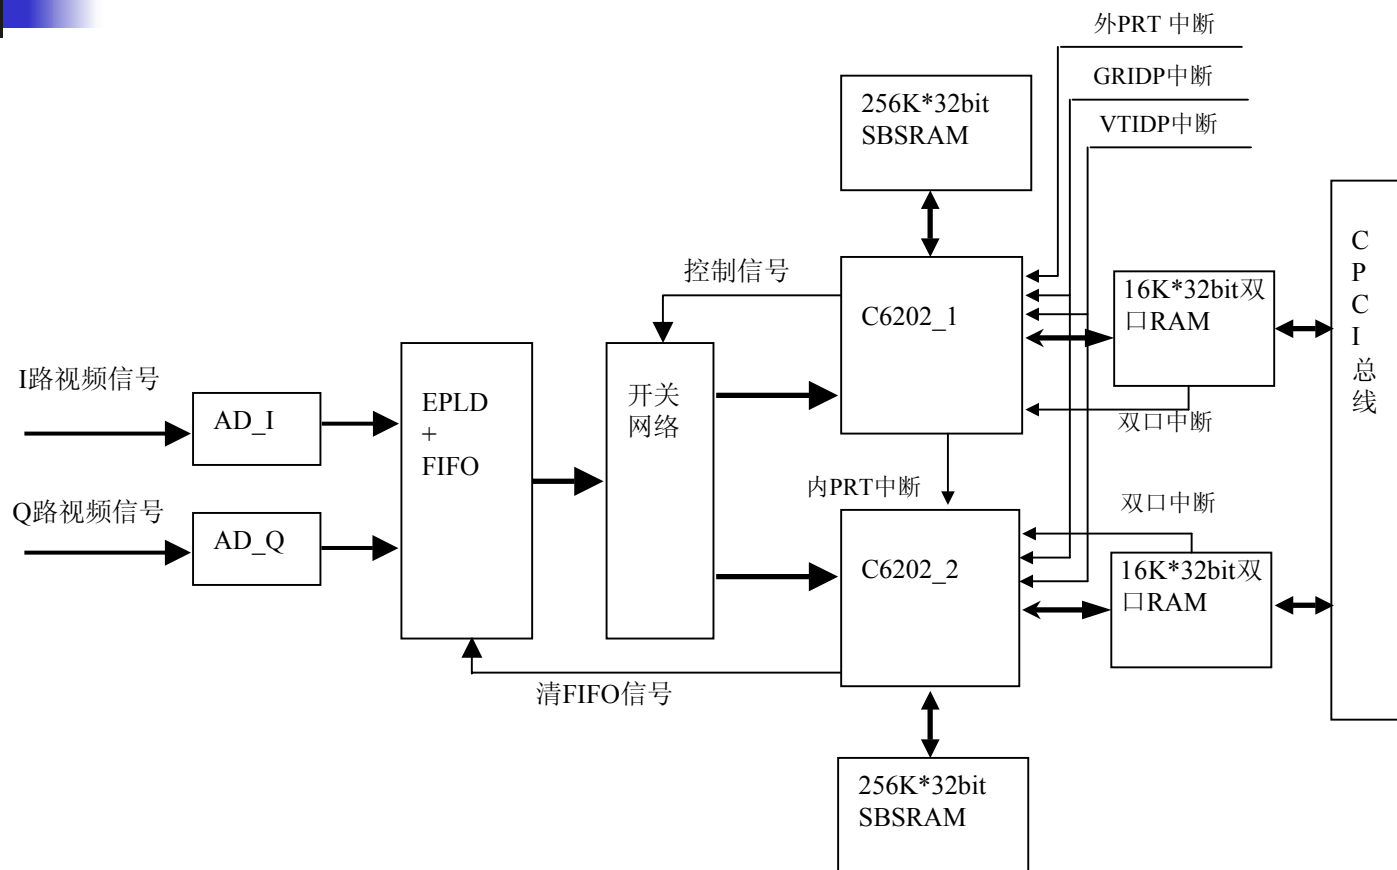 外PRT 中断
GRIDP中断
VTIDP中断
256K*32bit
SBSRAM
控制信号
C6202_1
16K*32bit双
口RAM
C
P
C
I
总
线
I路视频信号
AD_I
EPLD
+
FIFO
开关
网络
双口中断
内PRT中断
双口中断
Q路视频信号
AD_Q
C6202_2
16K*32bit双
口RAM
清FIFO信号
256K*32bit
SBSRAM